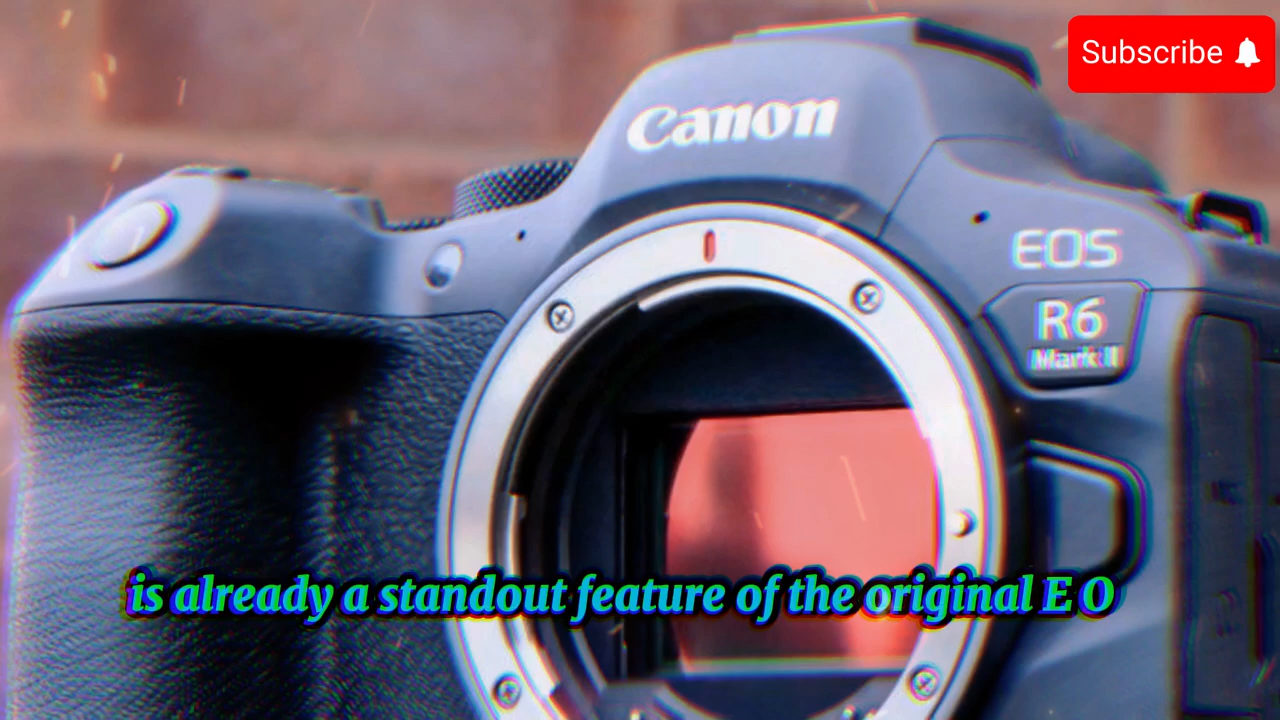 Subscribe
Canon
EOS
R6
Mark II
is already a standout feature of the original E O